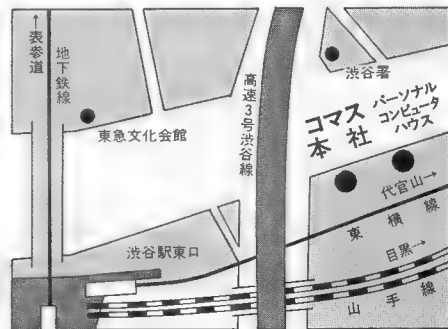 ↑表参道
地下鉄線
東急文化会館
高速3号渋谷線
渋谷署
コマス
本社
パーソナル
コンピュータ
ハウス
代官山→
東横線
目黒→
山手線
渋谷駅東口